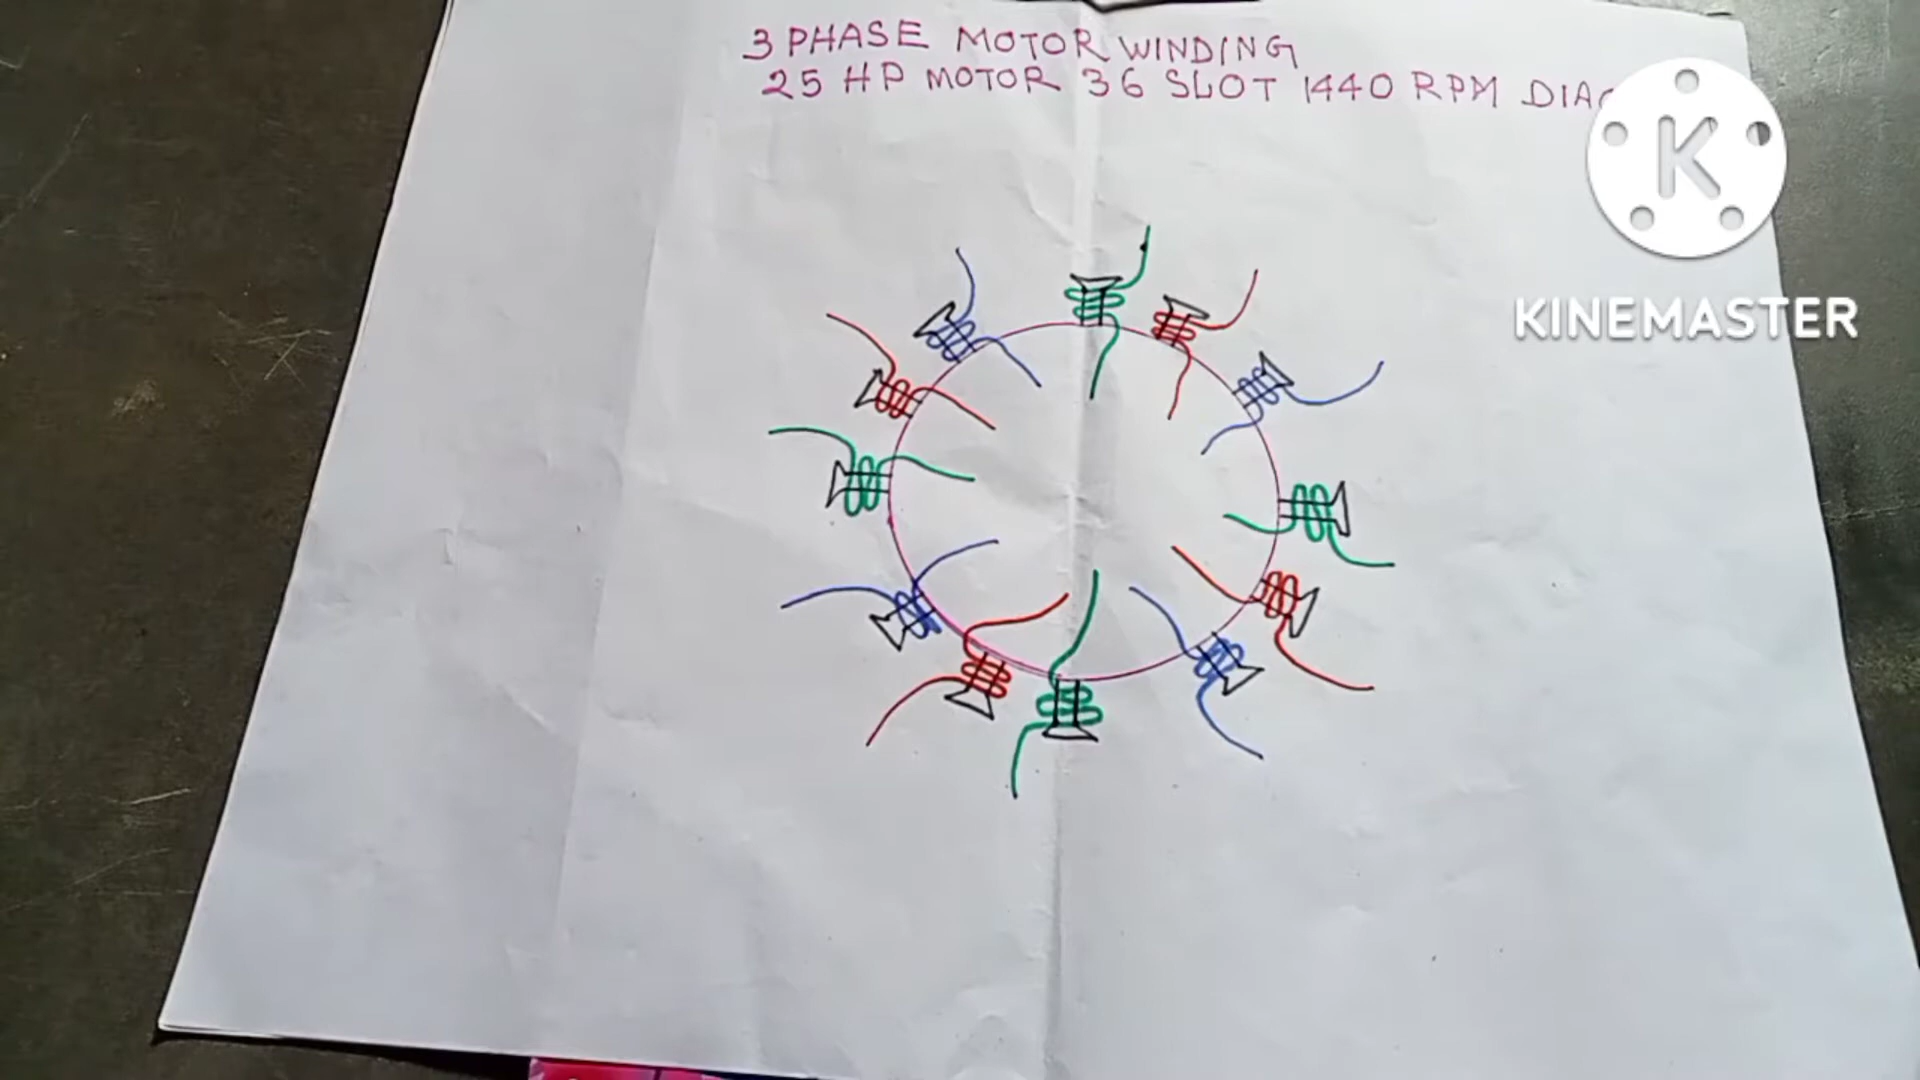 3 PHASE MOTOR WINDING
25 HP MOTOR 36 SLOT 1440 RPM
K
KINEMASTER